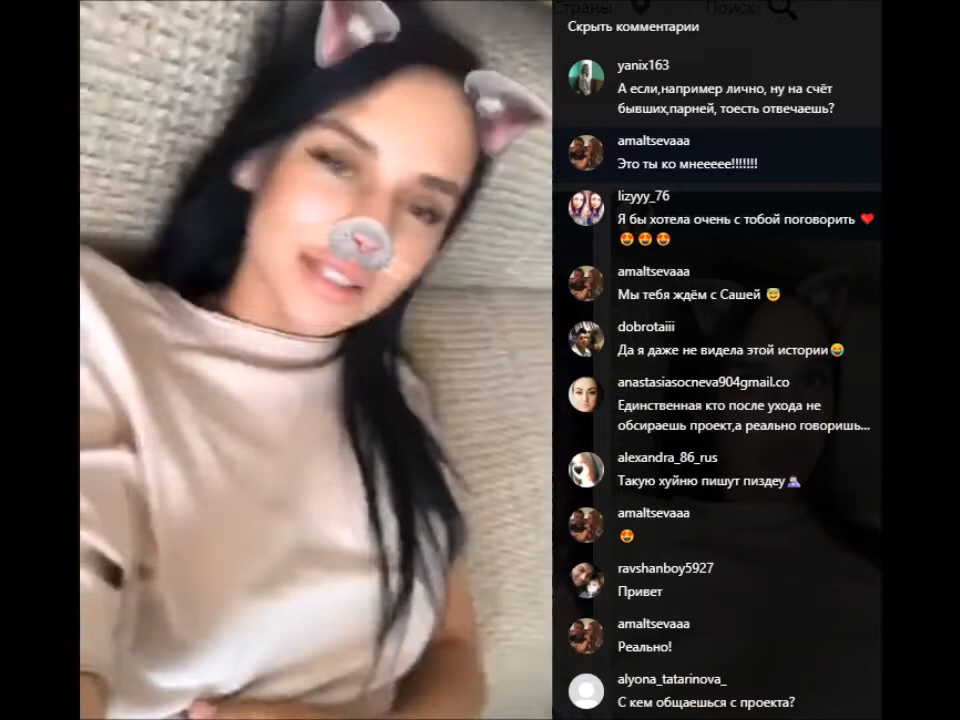 Страны Поиск
Скрыть комментарии
yanix163
А если,например лично, ну на счёт
бывших,парней, тоесть отвечаешь?
amaltsevaaa
Это ты ко мнеееее!!!!!!!
lizyyy_76
Я бы хотела очень с тобой поговорить ❤️
😍 😍 😍
amaltsevaaa
Мы тебя ждём с Сашей 😅
dobrotaiii
Да я даже не видела этой истории😂
anastasiasocneva904gmail.co
Единственная кто после ухода не
обсираешь проект,а реально говоришь...
alexandra_86_rus
Такую хуйню пишут пиздеу🤦🏻‍♀️
amaltsevaaa
😍
ravshanboy5927
Привет
amaltsevaaa
Реально!
alyona_tatarinova_
С кем общаешься с проекта?